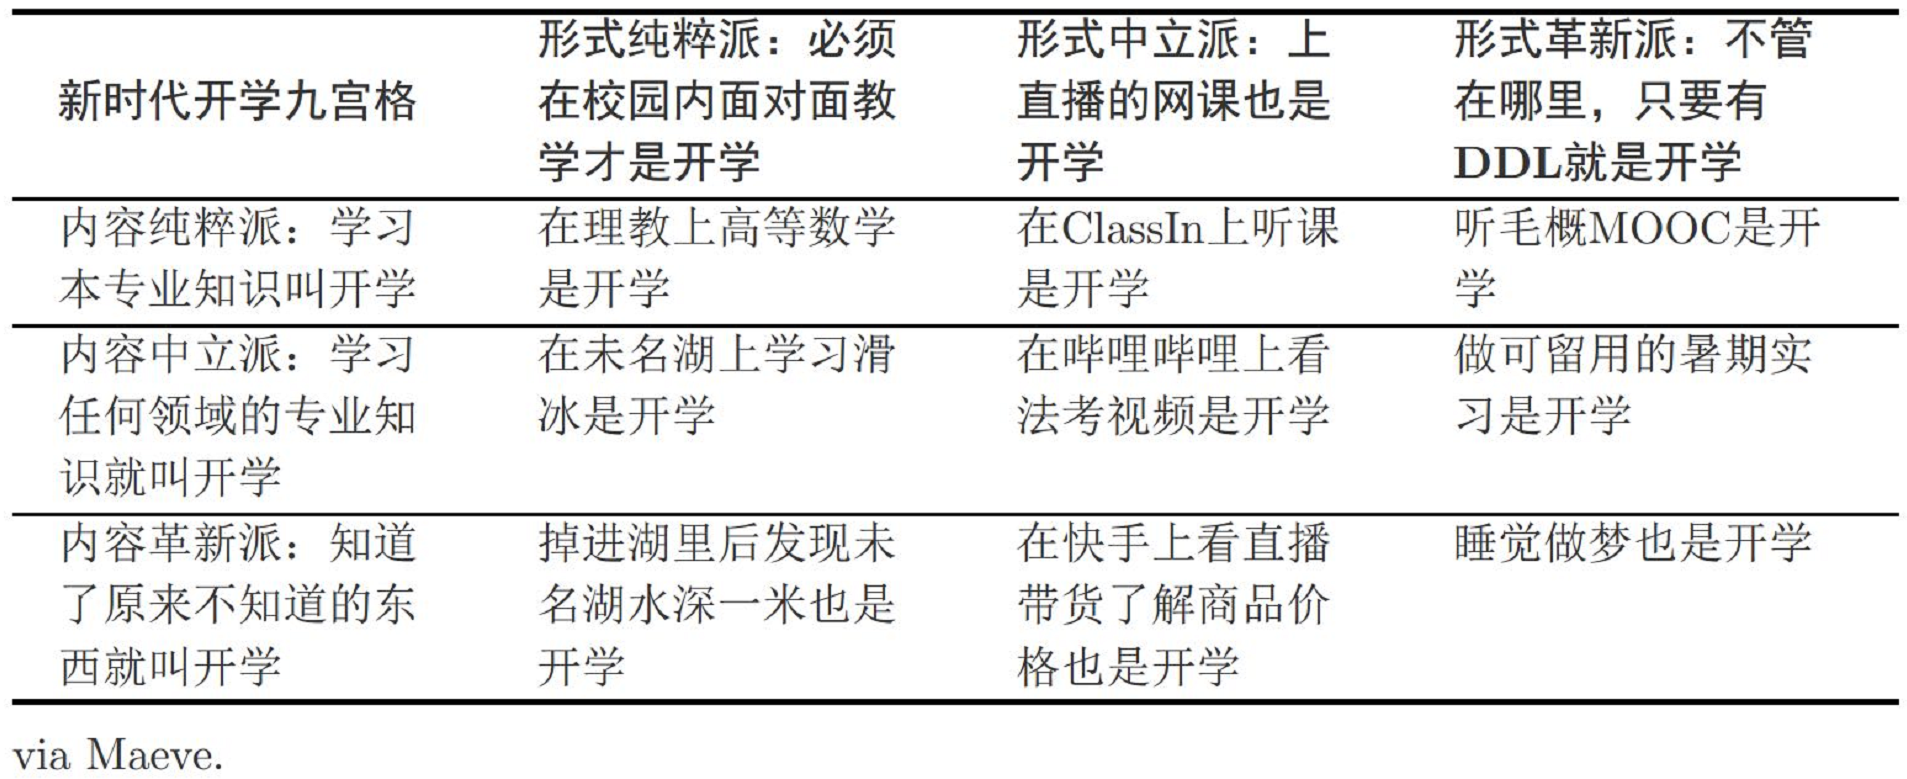 新时代开学九宫格
形式纯粹派：必须
在校园内面对面教
学才是开学
形式中立派：上
直播的网课也是
开学
形式革新派：不管
在哪里，只要有
DDL就是开学
内容纯粹派：学习
本专业知识叫开学
在理教上高等数学
是开学
在ClassIn上听课
是开学
听毛概MOOC是开
学
内容中立派：学习
任何领域的专业知
识就叫开学
在未名湖上学习滑
冰是开学
在哔哩哔哩上看
法考视频是开学
做可留用的暑期实
习是开学
内容革新派：知道
了原来不知道的东
西就叫开学
掉进湖里后发现未
名湖水深一米也是
开学
在快手上看直播
带货了解商品价
格也是开学
睡觉做梦也是开学
via Maeve.